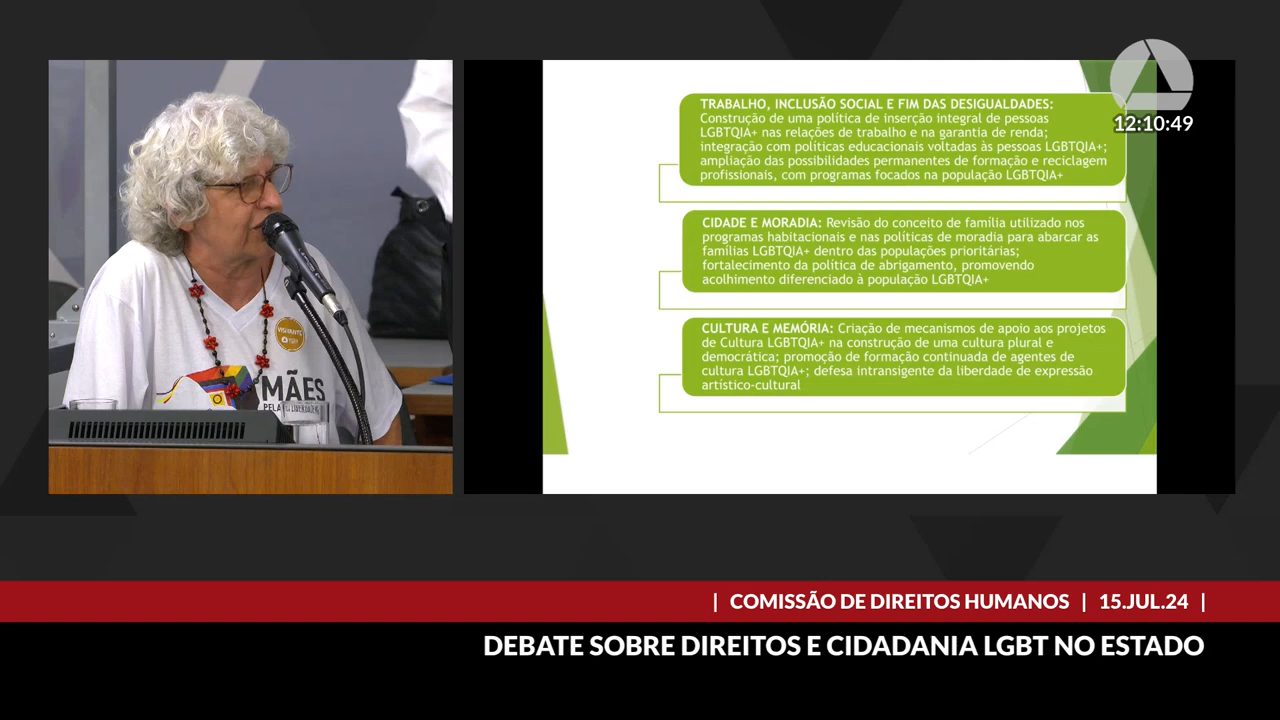 12:10:49
TRABALHO, INCLUSÃO SOCIAL E FIM DAS DESIGUALDADES:
Construção de uma política de inserção integral de pessoas
LGBTQIA+ nas relações de trabalho e na garantia de renda;
integração com políticas educacionais voltadas às pessoas LGBTQIA+;
ampliação das possibilidades permanentes de formação e reciclagem
profissionais, com programas focados na população LGBTQIA+
CIDADE E MORADIA: Revisão do conceito de família utilizado nos
programas habitacionais e nas políticas de moradia para abarcar as
famílias LGBTQIA+ dentro das populações prioritárias;
fortalecimento da política de abrigamento, promovendo
acolhimento diferenciado à população LGBTQIA+
CULTURA E MEMÓRIA: Criação de mecanismos de apoio aos projetos
de Cultura LGBTQIA+ na construção de uma cultura plural e
democrática; promoção de formação continuada de agentes de
cultura LGBTQIA+; defesa intransigente da liberdade de expressão
artístico-cultural
VISITANTE
MÃES
PELA LIBERDADE
| COMISSÃO DE DIREITOS HUMANOS | 15.JUL.24 |
DEBATE SOBRE DIREITOS E CIDADANIA LGBT NO ESTADO